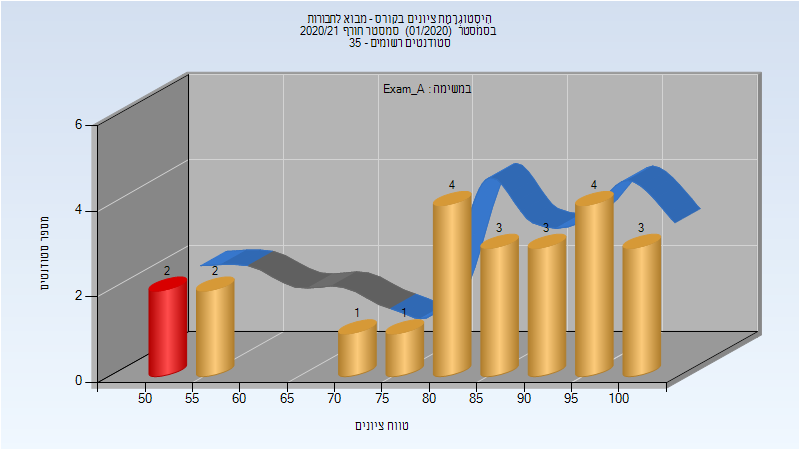 היסטוגרמת ציונים בקורס - מבוא לחבורות
בסמסטר (01/2020) סמסטר חורף 2020/21
סטודנטים רשומים - 35
במשימה : Exam_A
מספר סטודנטים
6
4
2
0
2
2
1
1
4
3
3
4
3
50 55 60 65 70 75 80 85 90 95 100
טווח ציונים